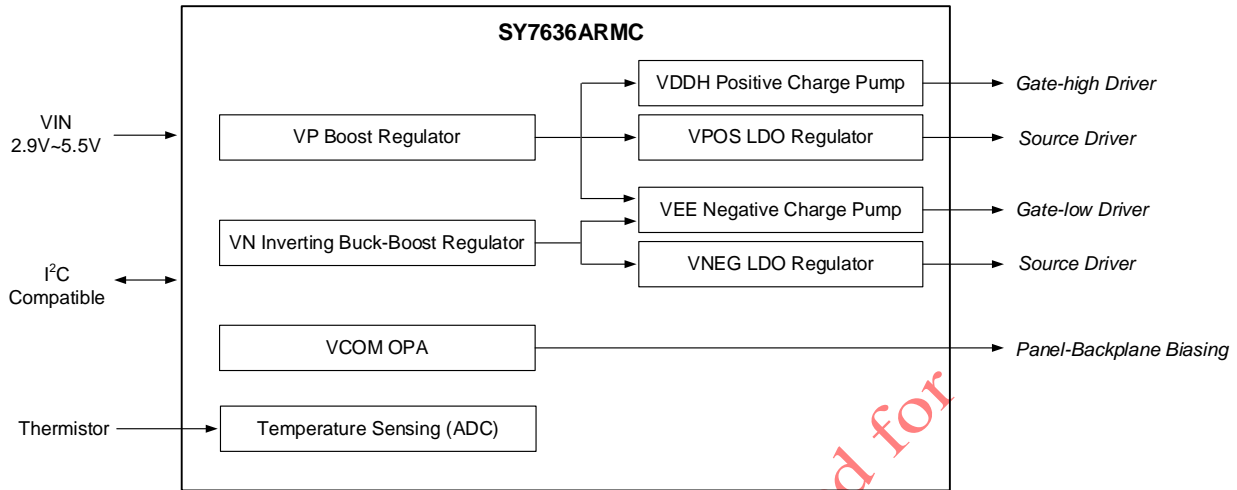 SY7636ARMC
VDDH Positive Charge Pump
Gate-high Driver
VIN
2.9V~5.5V
VP Boost Regulator
VPOS LDO Regulator
Source Driver
VEE Negative Charge Pump
Gate-low Driver
VN Inverting Buck-Boost Regulator
VNEG LDO Regulator
Source Driver
I²C
Compatible
VCOM OPA
Panel-Backplane Biasing
Thermistor
Temperature Sensing (ADC)
for